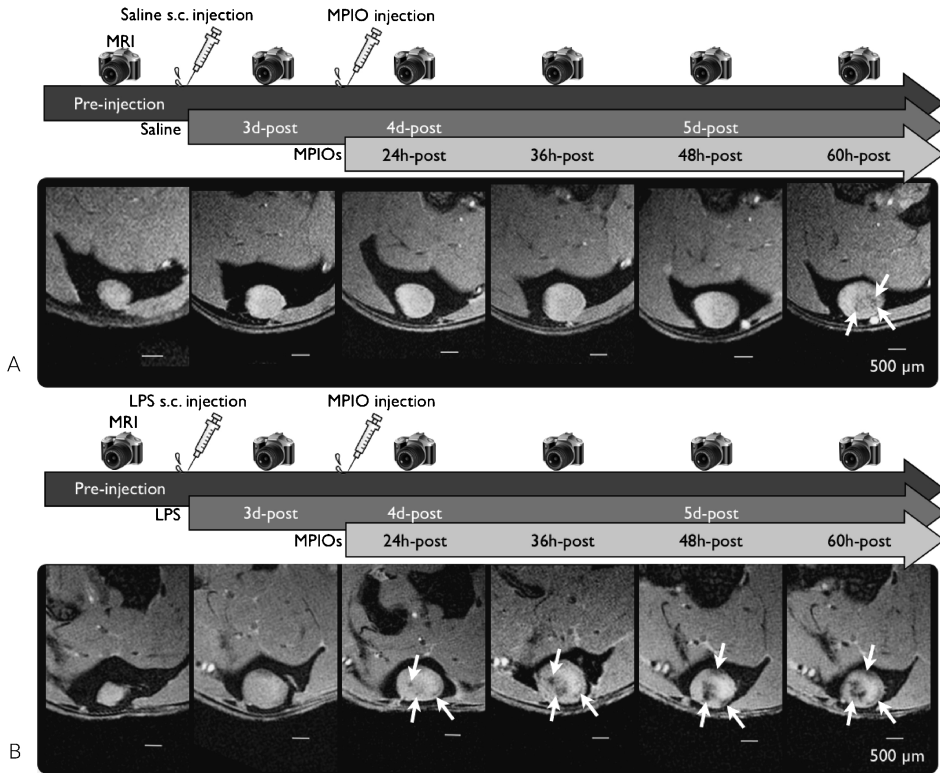 Saline s.c. injection
MPIO injection
MRI
Pre-injection
Saline
3d-post
4d-post
5d-post
MPIOs
24h-post
36h-post
48h-post
60h-post
A
500 µm
LPS s.c. injection
MPIO injection
MRI
Pre-injection
LPS
3d-post
4d-post
5d-post
MPIOs
24h-post
36h-post
48h-post
60h-post
B
500 µm